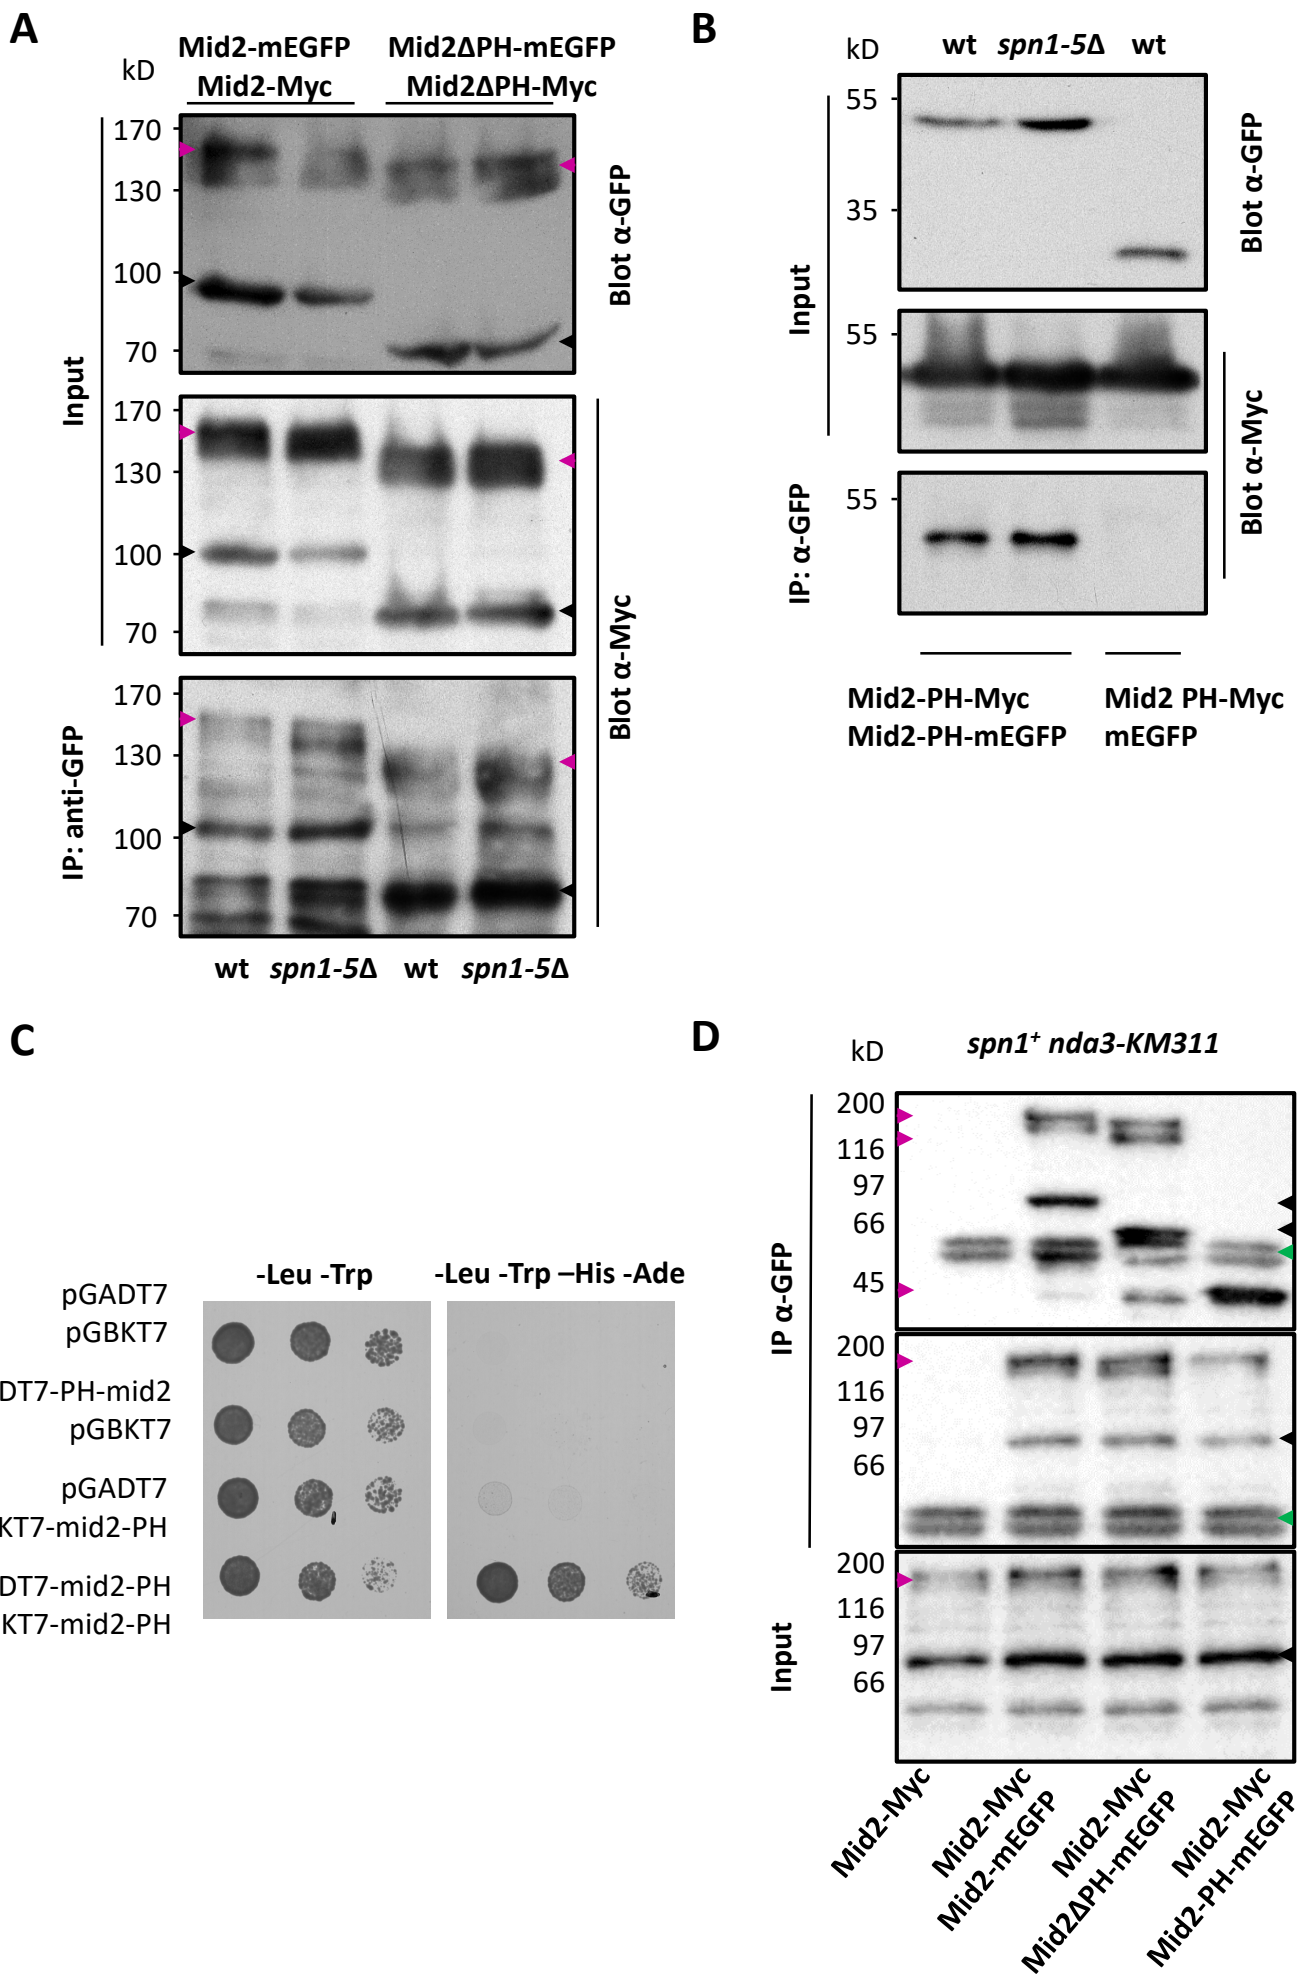 A
Mid2-mEGFP
Mid2-Myc
Mid2ΔPH-mEGFP
Mid2ΔPH-Myc
kD
170
130
100
70
170
130
100
70
170
130
100
70
Input
IP: anti-GFP
Blot α-GFP
Blot α-Myc
wt spn1-5Δ wt spn1-5Δ
B
kD
wt spn1-5Δ wt
55
35
55
55
Input
IP: α-GFP
Blot α-GFP
Blot α-Myc
Mid2-PH-Myc
Mid2-PH-mEGFP
Mid2 PH-Myc
mEGFP
C
-Leu -Trp
-Leu -Trp –His -Ade
pGADT7
pGBKT7
DT7-PH-mid2
pGBKT7
pGADT7
KT7-mid2-PH
DT7-mid2-PH
KT7-mid2-PH
D
kD
spn1⁺ nda3-KM311
200
116
97
66
45
200
116
97
66
200
116
97
66
IP α-GFP
Input
Mid2-Myc
Mid2-Myc
Mid2-mEGFP
Mid2-Myc
Mid2ΔPH-mEGFP
Mid2-Myc
Mid2-PH-mEGFP